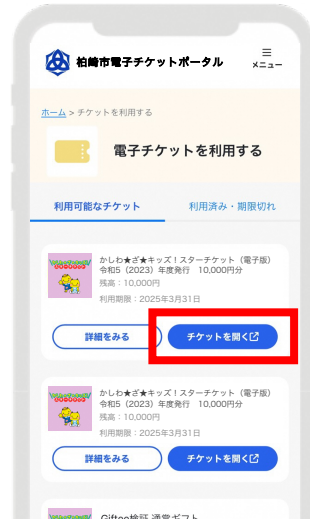 柏崎市電子チケットポータル
メニュー
ホーム > チケットを利用する
電子チケットを利用する
利用可能なチケット
利用済み・期限切れ
かしわ★ざ★キッズ！スターチケット（電子版）
令和5（2023）年度発行　10,000円分
残高：10,000円
利用期限：2025年3月31日
詳細をみる
チケットを開く
かしわ★ざ★キッズ！スターチケット（電子版）
令和5（2023）年度発行　10,000円分
残高：10,000円
利用期限：2025年3月31日
詳細をみる
チケットを開く
Giftee検証 通常ギフト